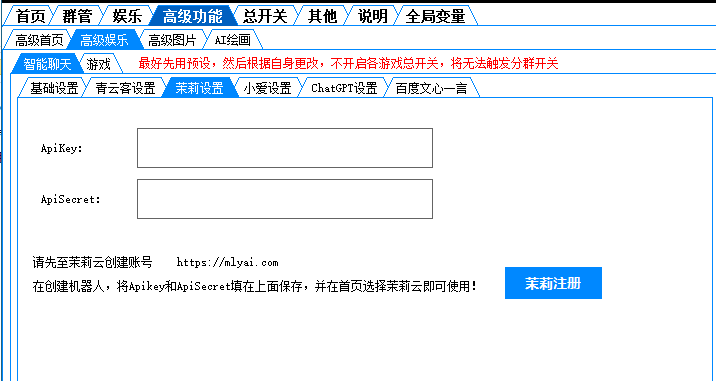 首页 群管 娱乐 高级功能 总开关 其他 说明 全局变量
高级首页 高级娱乐 高级图片 AI绘画
智能聊天 游戏 最好先用预设，然后根据自身更改，不开启各游戏总开关，将无法触发分群开关
基础设置 青云客设置 茉莉设置 小爱设置 ChatGPT设置 百度文心一言
ApiKey:
ApiSecret:
请先至茉莉云创建账号 https://mlyai.com
在创建机器人，将Apikey和ApiSecret填在上面保存，并在首页选择茉莉云即可使用！
茉莉注册